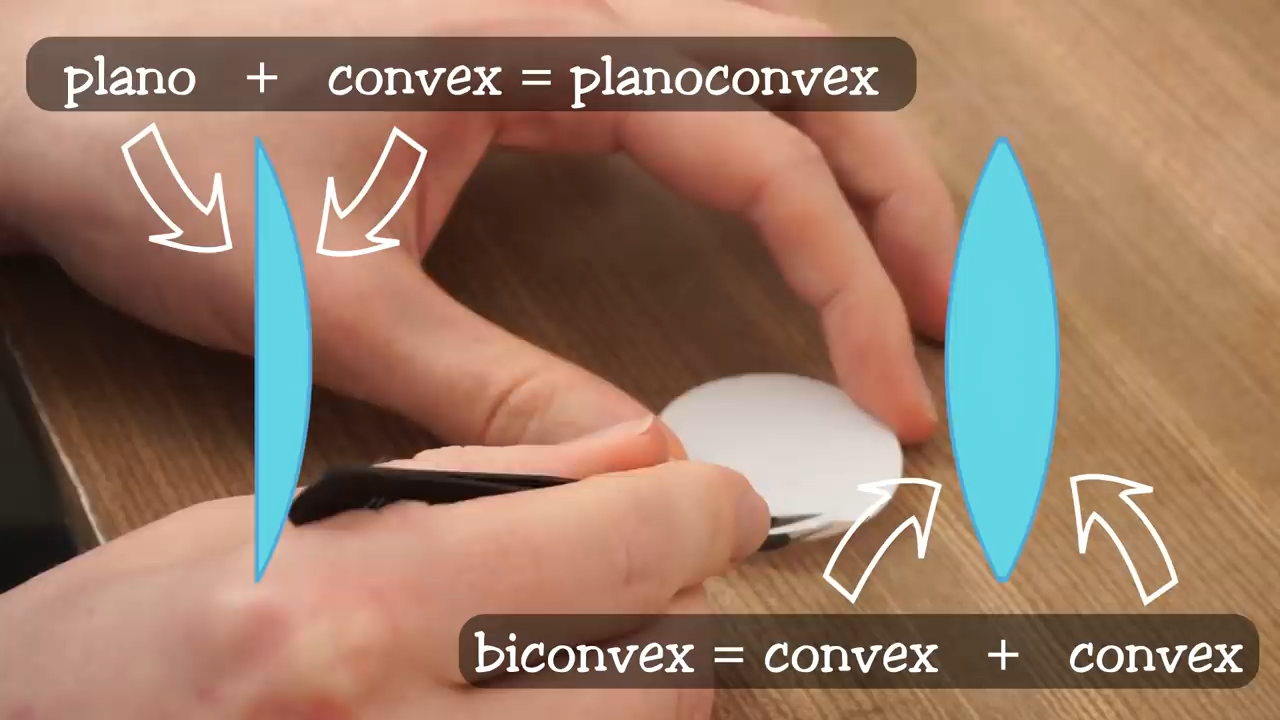 plano + convex = planoconvex
biconvex = convex + convex